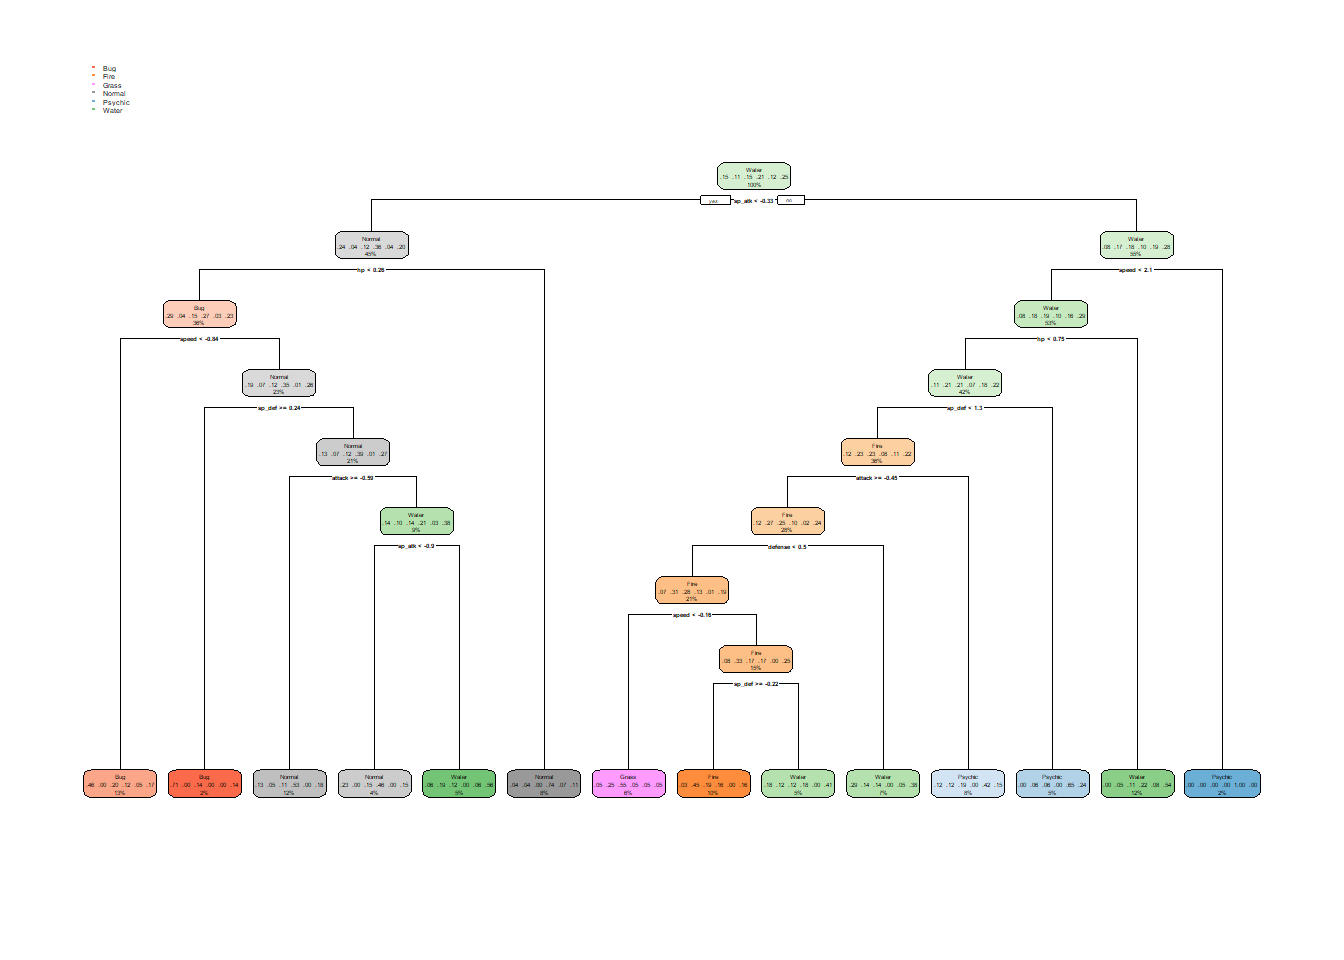 Bug
Fire
Grass
Normal
Psychic
Water
Water
.15 .11 .15 .21 .12 .25
100%
yes sp_atk < -0.33 no
Normal
.24 .04 .12 .36 .04 .20
45%
Water
.08 .17 .18 .10 .19 .28
55%
hp < 0.26
speed < 2.1
Bug
.29 .04 .15 .27 .03 .23
36%
Water
.08 .18 .19 .10 .16 .29
53%
speed < -0.84
hp < 0.75
Normal
.19 .07 .12 .35 .01 .26
23%
Water
.11 .21 .21 .07 .18 .22
42%
sp_def >= 0.24
sp_def < 1.3
Normal
.13 .07 .12 .39 .01 .27
21%
Fire
.12 .23 .23 .08 .11 .22
36%
attack >= -0.59
attack >= -0.45
Water
.14 .10 .14 .21 .03 .38
9%
Fire
.12 .27 .25 .10 .02 .24
28%
sp_atk < -0.9
defense < 0.5
Fire
.07 .31 .28 .13 .01 .19
21%
speed < -0.16
Fire
.08 .33 .17 .17 .00 .25
15%
sp_def >= -0.22
Bug
.46 .00 .20 .12 .05 .17
13%
Bug
.71 .00 .14 .00 .00 .14
2%
Normal
.13 .05 .11 .53 .00 .18
12%
Normal
.23 .00 .15 .46 .00 .15
4%
Water
.06 .19 .12 .00 .06 .56
5%
Normal
.04 .04 .00 .74 .07 .11
8%
Grass
.05 .25 .55 .05 .05 .05
6%
Fire
.03 .45 .19 .16 .00 .16
10%
Water
.18 .12 .12 .18 .00 .41
5%
Water
.29 .14 .14 .00 .05 .38
7%
Psychic
.12 .12 .19 .00 .42 .15
8%
Psychic
.00 .06 .06 .00 .65 .24
5%
Water
.00 .05 .11 .22 .08 .54
12%
Psychic
.00 .00 .00 .00 1.00 .00
2%